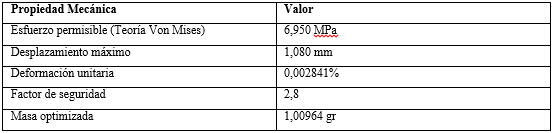 Propiedad Mecánica Valor
Esfuerzo permisible (Teoría Von Mises) 6,950 MPa
Desplazamiento máximo 1,080 mm
Deformación unitaria 0,002841%
Factor de seguridad 2,8
Masa optimizada 1,00964 gr